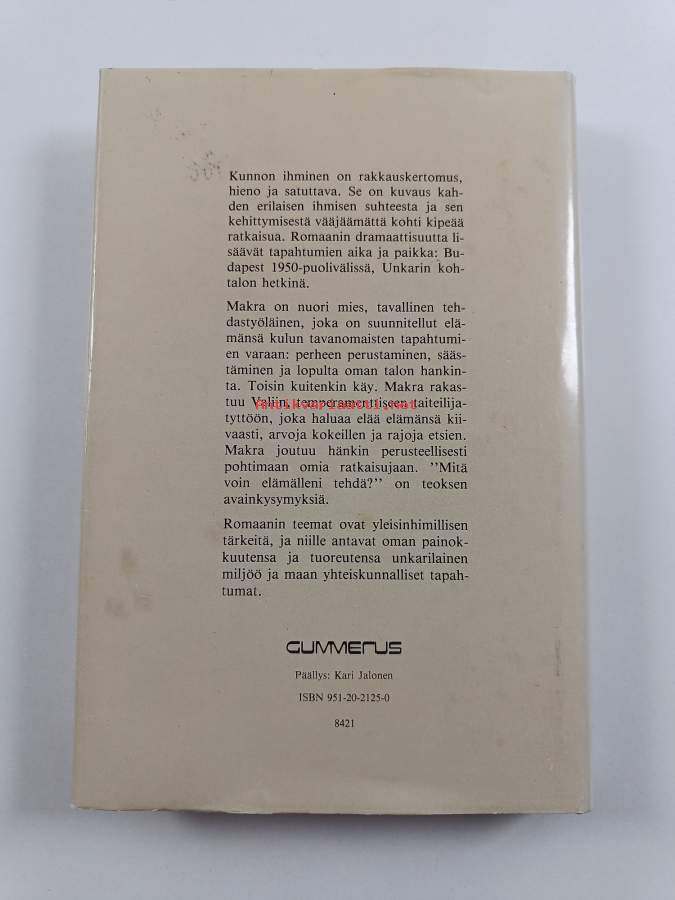 Kunnon ihminen on rakkauskertomus,
hieno ja satuttava. Se on kuvaus kah-
den erilaisen ihmisen suhteesta ja sen
kehittymisestä vääjäämättä kohti kipeää
ratkaisua. Romaanin dramaattisuutta li-
säävät tapahtumien aika ja paikka: Bu-
dapest 1950-puolivälissä, Unkarin koh-
talon hetkinä.
Makra on nuori mies, tavallinen teh-
dastyöläinen, joka on suunnitellut elä-
mänsä kulun tavanomaisten tapahtumi-
en varaan: perheen perustaminen, sääs-
täminen ja lopulta oman talon hankin-
ta. Toisin kuitenkin käy. Makra rakas-
tuu Valiin, temperamenttiseen taiteilija-
Antikvariaatti.net
tyttöön, joka haluaa elää elämänsä kii-
vaasti, arvoja kokeillen ja rajoja etsien.
Makra joutuu hänkin perusteellisesti
pohtimaan omia ratkaisujaan. ''Mitä
voin elämälleni tehdä?'' on teoksen
avainkysymyksiä.
Romaanin teemat ovat yleisinhimillisen
tärkeitä, ja niille antavat oman painok-
kuutensa ja tuoreutensa unkarilainen
miljöö ja maan yhteiskunnalliset tapah-
tumat.
GUMMERUS
Päällys: Kari Jalonen
ISBN 951-20-2125-0
8421